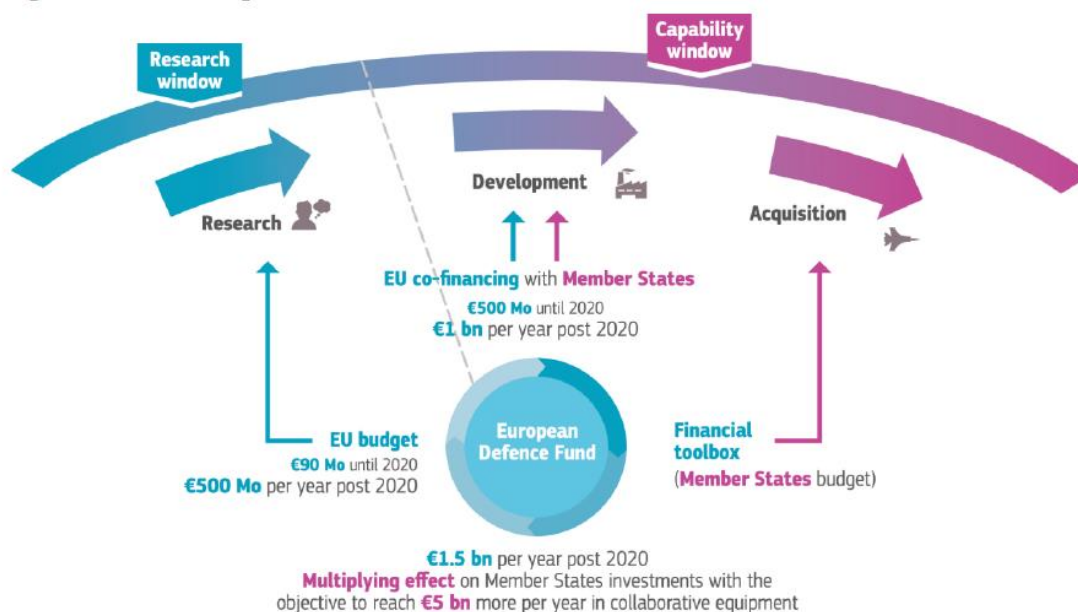 Research
window
Capability
window
Research
Development
Acquisition
EU co-financing with Member States
€500 Mo until 2020
€1 bn per year post 2020
EU budget
€90 Mo until 2020
€500 Mo per year post 2020
European
Defence Fund
Financial
toolbox
(Member States budget)
€1.5 bn per year post 2020
Multiplying effect on Member States investments with the
objective to reach €5 bn more per year in collaborative equipment